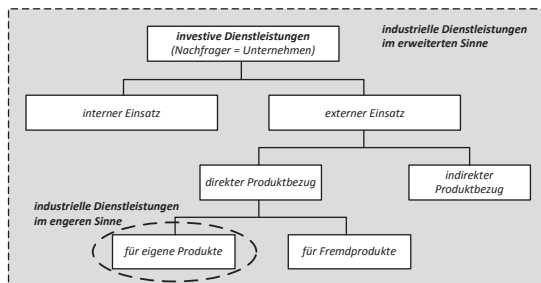 industrielle Dienstleistungen
im erweiterten Sinne
investive Dienstleistungen
(Nachfrager = Unternehmen)
interner Einsatz
externer Einsatz
direkter Produktbezug
indirekter
Produktbezug
industrielle Dienstleistungen
im engeren Sinne
für eigene Produkte
für Fremdprodukte